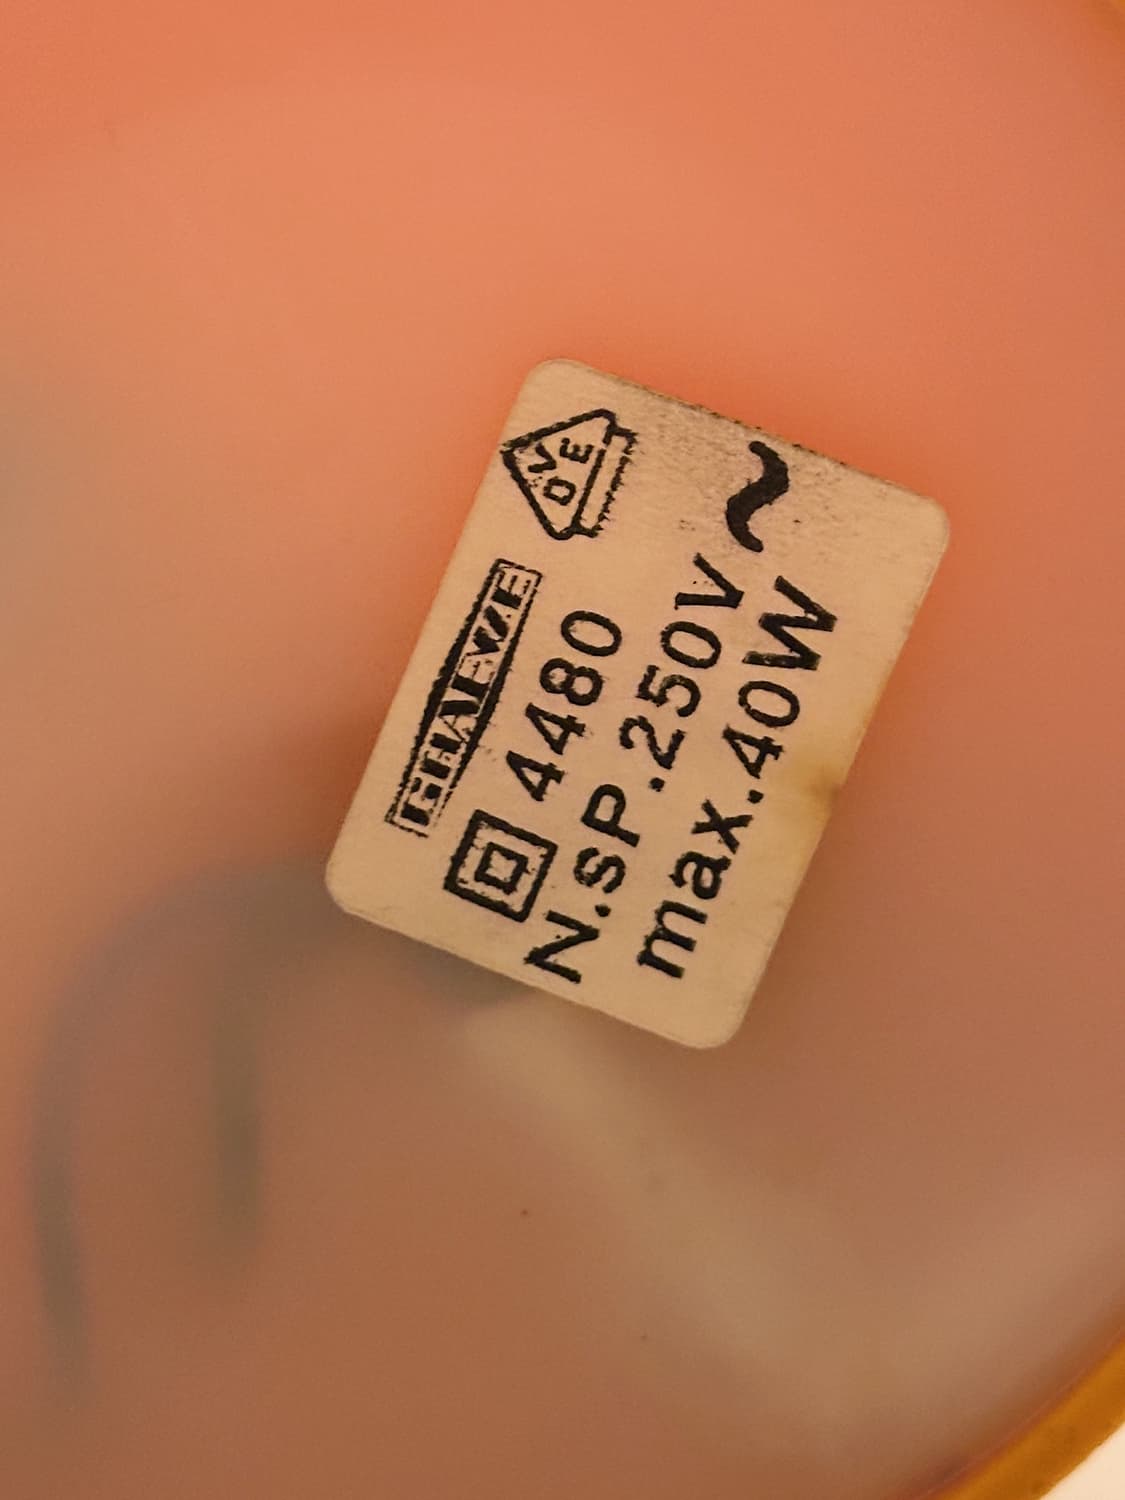 GRAEWE
VDE
4480
N.SP.250V~
max.40W